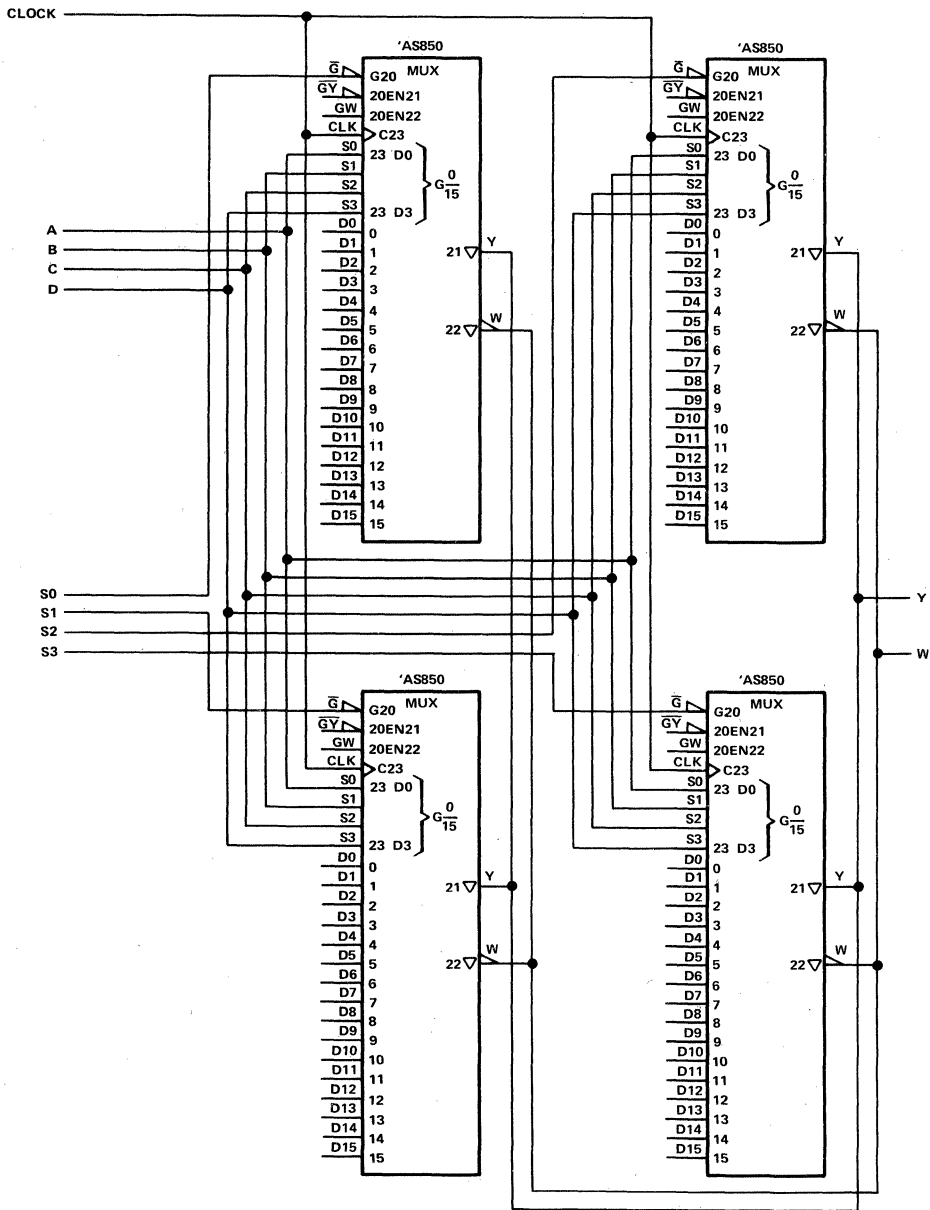 CLOCK
'AS850
MUX
G
G20
GY
20EN21
GW
20EN22
CLK
C23
S0
23 D0
S1
S2
G 0/15
S3
23 D3
D0
0
D1
1
D2
2
D3
3
D4
4
D5
5
D6
6
D7
7
D8
8
D9
9
D10
10
D11
11
D12
12
D13
13
D14
14
D15
15
21
Y
22
W
'AS850
MUX
G
G20
GY
20EN21
GW
20EN22
CLK
C23
S0
23 D0
S1
S2
G 0/15
S3
23 D3
D0
0
D1
1
D2
2
D3
3
D4
4
D5
5
D6
6
D7
7
D8
8
D9
9
D10
10
D11
11
D12
12
D13
13
D14
14
D15
15
21
Y
22
W
A
B
C
D
S0
S1
S2
S3
Y
W
'AS850
MUX
G
G20
GY
20EN21
GW
20EN22
CLK
C23
S0
23 D0
S1
S2
G 0/15
S3
23 D3
D0
0
D1
1
D2
2
D3
3
D4
4
D5
5
D6
6
D7
7
D8
8
D9
9
D10
10
D11
11
D12
12
D13
13
D14
14
D15
15
21
Y
22
W
'AS850
MUX
G
G20
GY
20EN21
GW
20EN22
CLK
C23
S0
23 D0
S1
S2
G 0/15
S3
23 D3
D0
0
D1
1
D2
2
D3
3
D4
4
D5
5
D6
6
D7
7
D8
8
D9
9
D10
10
D11
11
D12
12
D13
13
D14
14
D15
15
21
Y
22
W